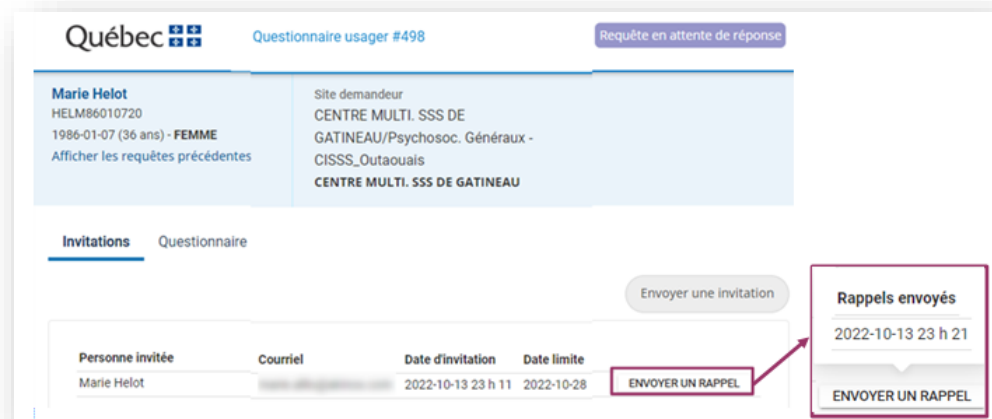 Québec
Questionnaire usager #498
Requête en attente de réponse
Marie Helot
HELM86010720
1986-01-07 (36 ans) - FEMME
Afficher les requêtes précédentes
Site demandeur
CENTRE MULTI. SSS DE
GATINEAU/Psychosoc. Généraux -
CISSS_Outaouais
CENTRE MULTI. SSS DE GATINEAU
Invitations Questionnaire
Envoyer une invitation
Personne invitée Courriel Date d'invitation Date limite
Marie Helot 2022-10-13 23 h 11 2022-10-28 ENVOYER UN RAPPEL
Rappels envoyés
2022-10-13 23 h 21
ENVOYER UN RAPPEL